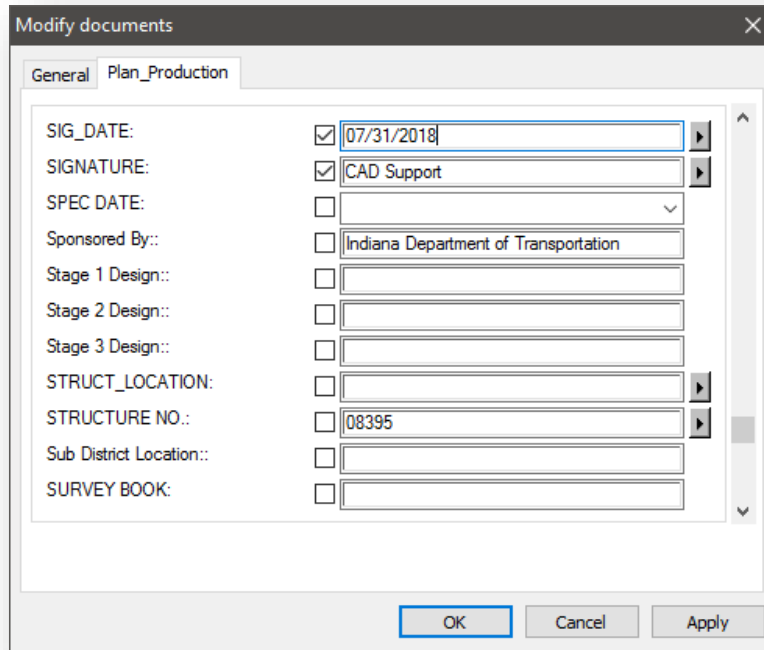 Modify documents
General Plan_Production
SIG_DATE: 07/31/2018
SIGNATURE: CAD Support
SPEC DATE:
Sponsored By:: Indiana Department of Transportation
Stage 1 Design::
Stage 2 Design::
Stage 3 Design::
STRUCT_LOCATION:
STRUCTURE NO.: 08395
Sub District Location::
SURVEY BOOK:
OK Cancel Apply